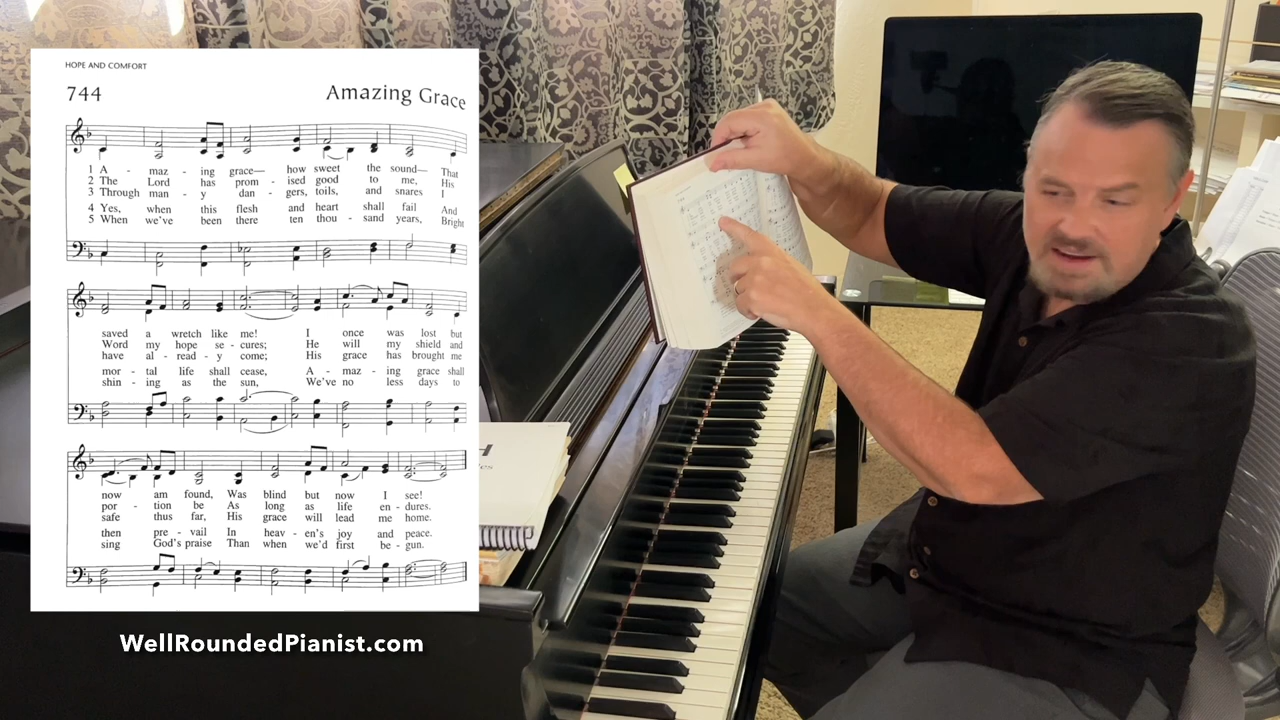 HOPE AND COMFORT
744 Amazing Grace
1 A - maz - ing grace— how sweet the sound— That
2 The Lord has prom - ised good to me, His
3 Through man - y dan - gers, toils, and snares I
4 Yes, when this flesh and heart shall fail And
5 When we've been there ten thou - sand years, Bright
saved a wretch like me! I once was lost but
Word my hope se - cures; He will my shield and
have al - read - y come; His grace has brought me
mor - tal life shall cease, A - maz - ing grace shall
shin - ing as the sun, We've no less days to
now am found, Was blind but now I see!
por - tion be As long as life en - dures.
safe thus far, His grace will lead me home.
then pre - vail In heav - en's joy and peace.
sing God's praise Than when we'd first be - gun.
WellRoundedPianist.com